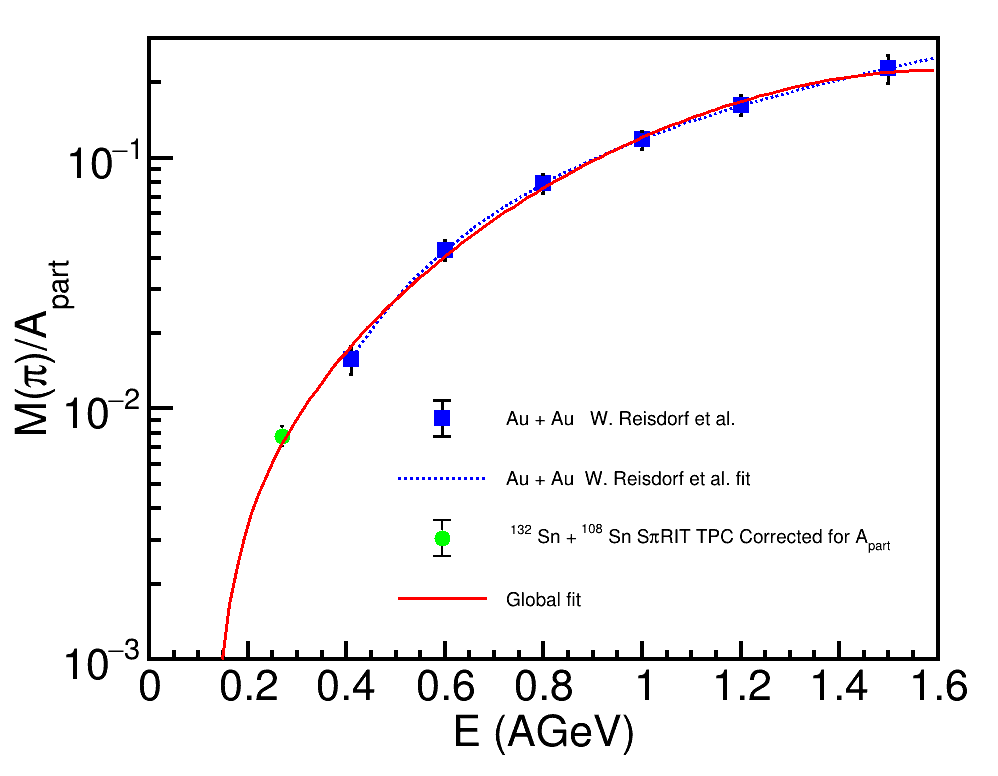 M(π)/A_part
10⁻¹
10⁻²
10⁻³
Au + Au W. Reisdorf et al.
Au + Au W. Reisdorf et al. fit
¹³² Sn + ¹⁰⁸ Sn SπRIT TPC Corrected for A_part
Global fit
0 0.2 0.4 0.6 0.8 1 1.2 1.4 1.6
E (AGeV)